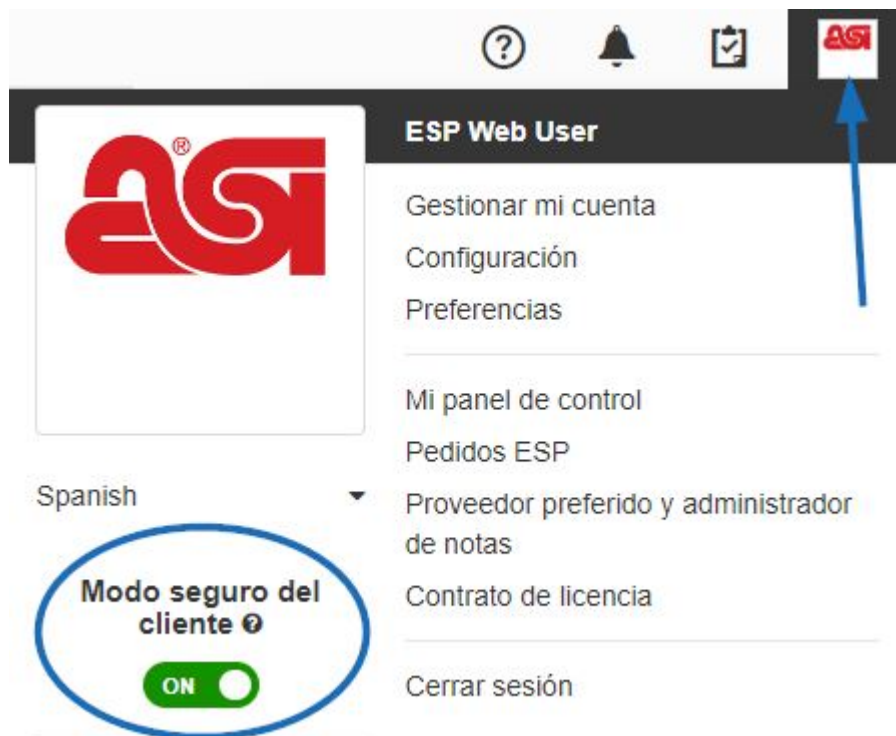 asi
ESP Web User
asi®
Gestionar mi cuenta
Configuración
Preferencias
Mi panel de control
Pedidos ESP
Proveedor preferido y administrador
de notas
Contrato de licencia
Cerrar sesión
Spanish
Modo seguro del
cliente ?
ON